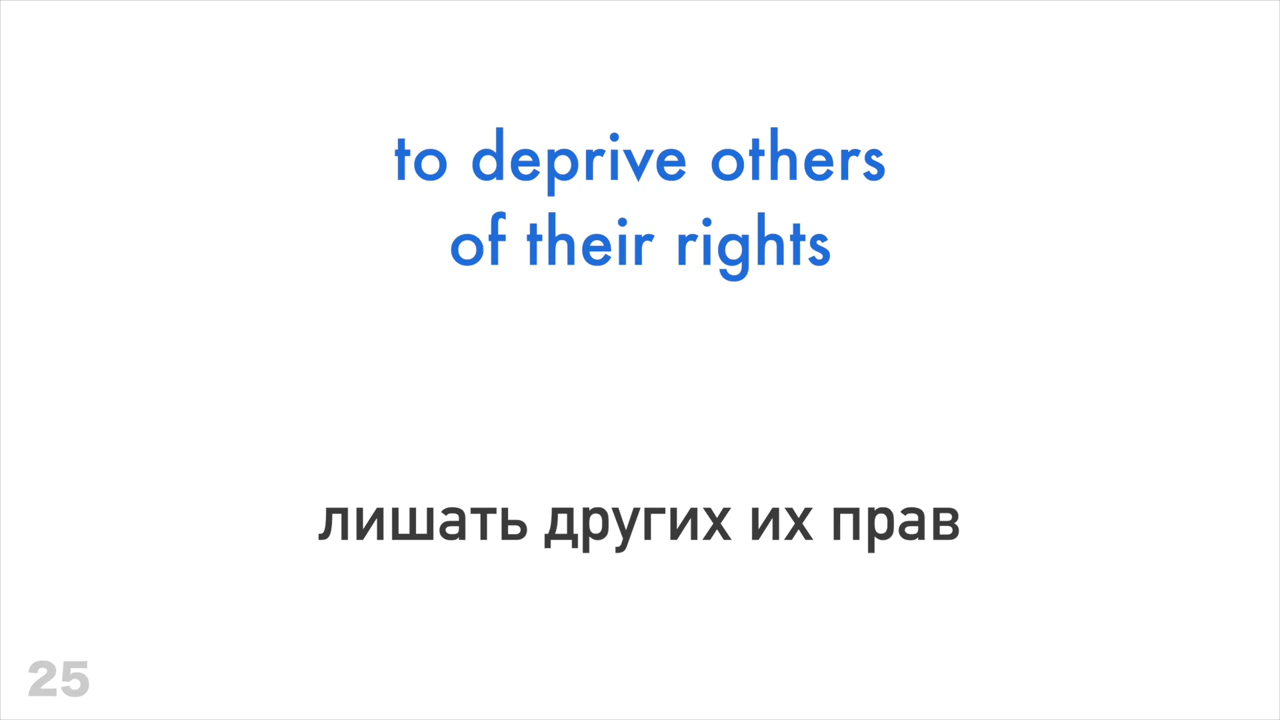 to deprive others
of their rights
лишать других их прав
25